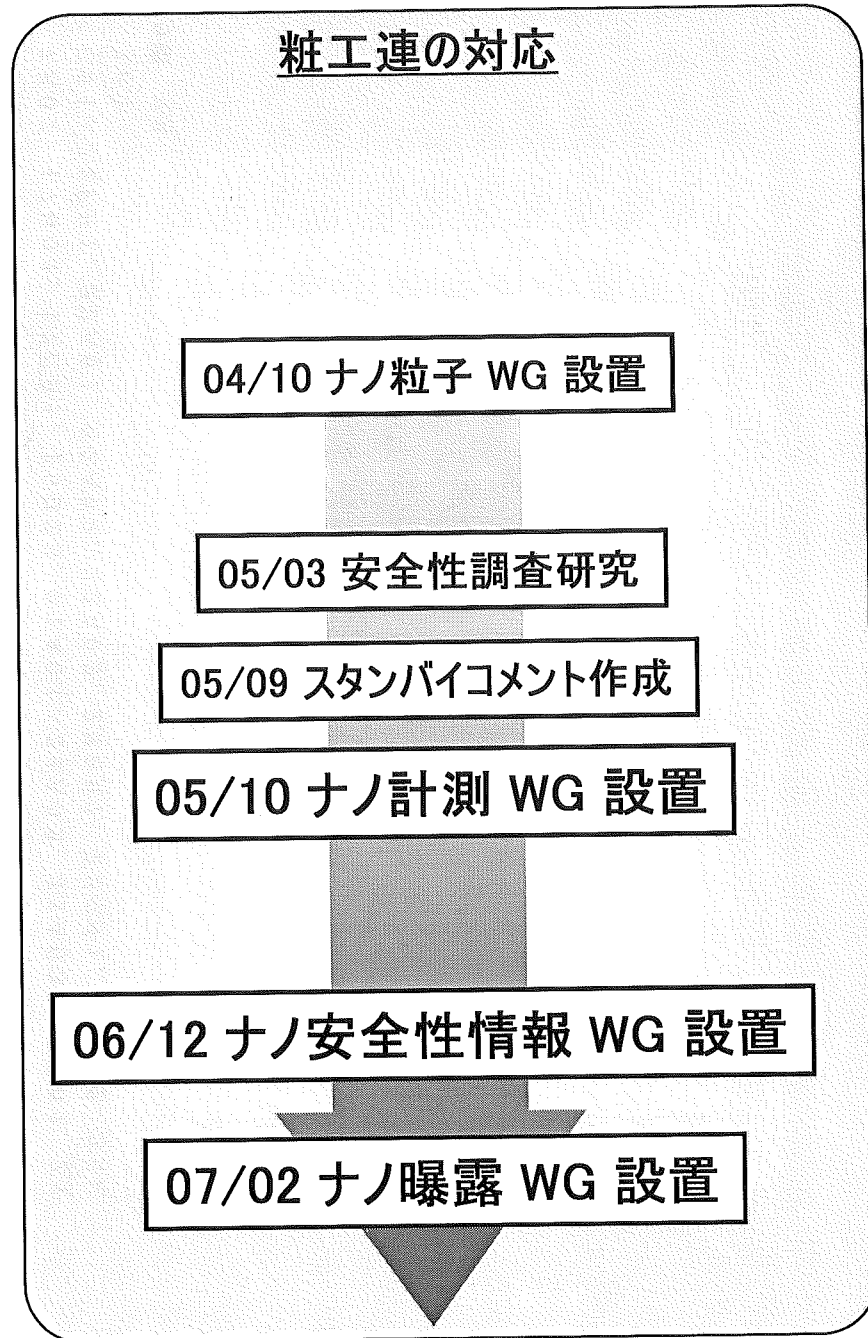 粧工連の対応
04/10 ナノ粒子 WG 設置
05/03 安全性調査研究
05/09 スタンバイコメント作成
05/10 ナノ計測 WG 設置
06/12 ナノ安全性情報 WG 設置
07/02 ナノ曝露 WG 設置